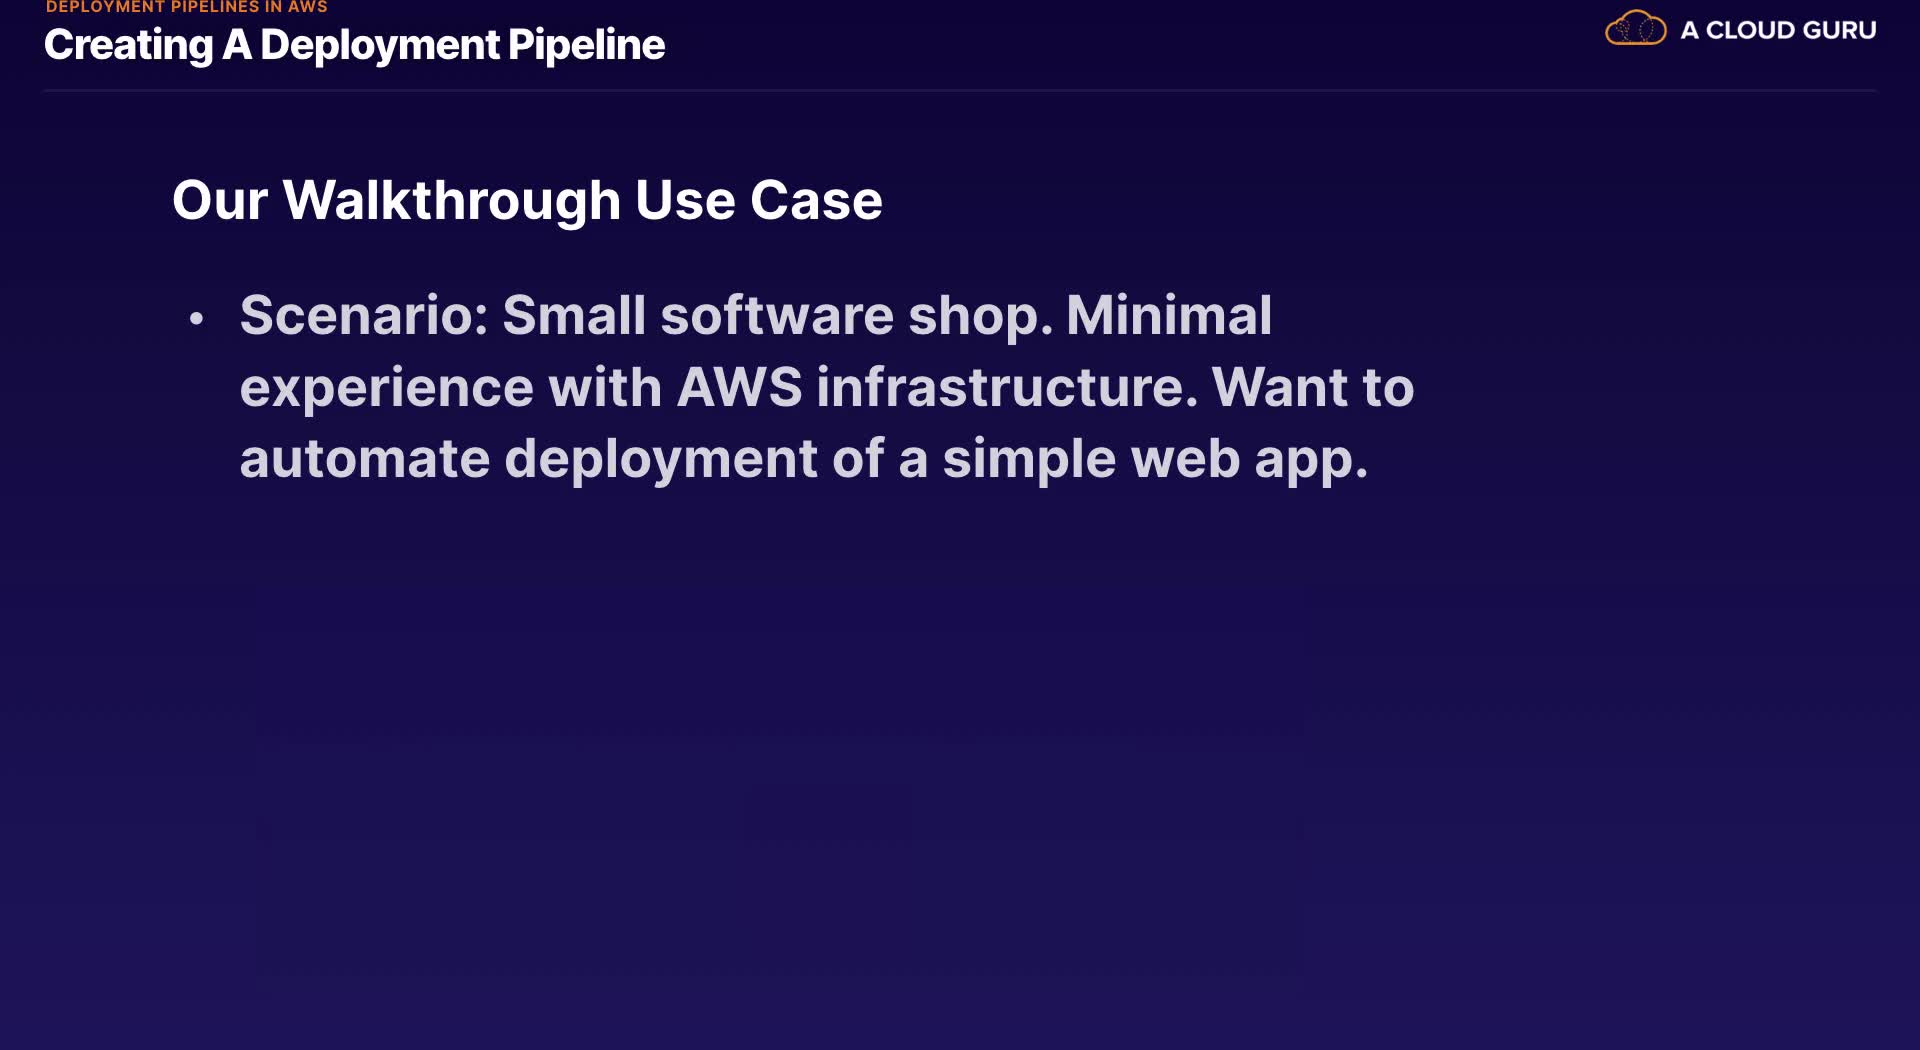 DEPLOYMENT PIPELINES IN AWS
Creating A Deployment Pipeline
A CLOUD GURU
Our Walkthrough Use Case
• Scenario: Small software shop. Minimal
experience with AWS infrastructure. Want to
automate deployment of a simple web app.